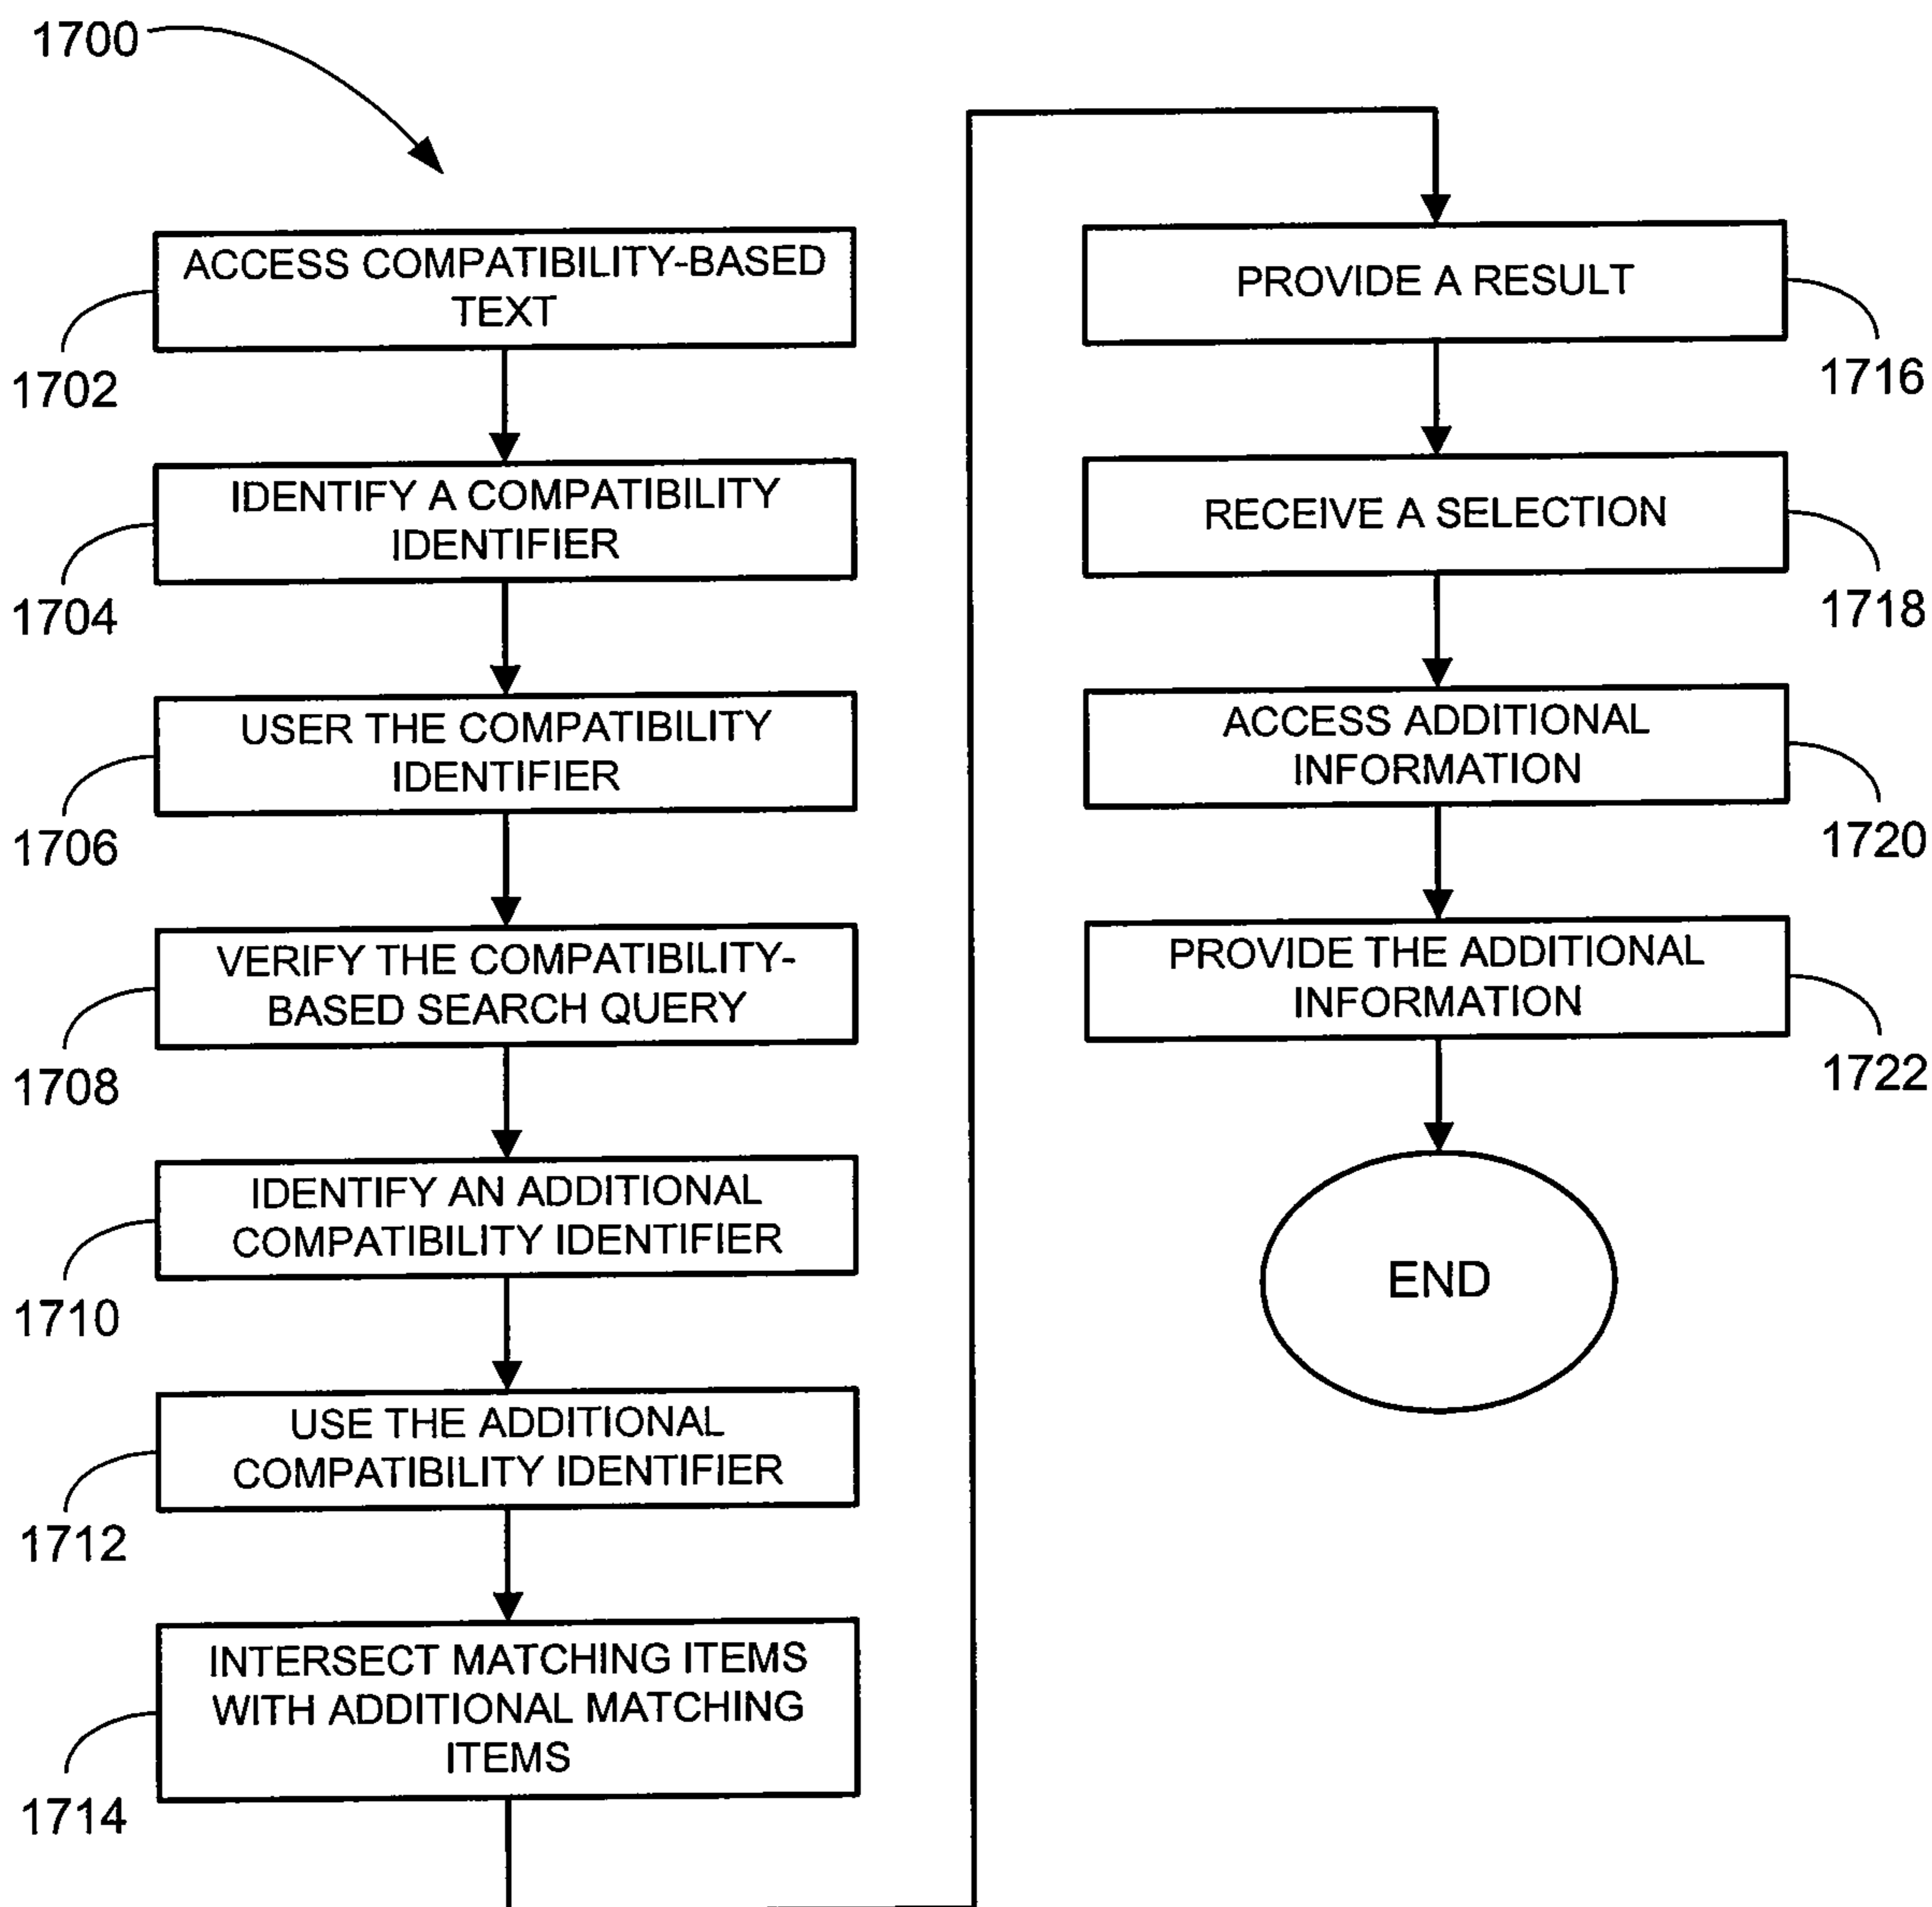 1700
ACCESS COMPATIBILITY-BASED
TEXT
1702
IDENTIFY A COMPATIBILITY
IDENTIFIER
1704
USER THE COMPATIBILITY
IDENTIFIER
1706
VERIFY THE COMPATIBILITY-
BASED SEARCH QUERY
1708
IDENTIFY AN ADDITIONAL
COMPATIBILITY IDENTIFIER
1710
USE THE ADDITIONAL
COMPATIBILITY IDENTIFIER
1712
INTERSECT MATCHING ITEMS
WITH ADDITIONAL MATCHING
ITEMS
1714
PROVIDE A RESULT
1716
RECEIVE A SELECTION
1718
ACCESS ADDITIONAL
INFORMATION
1720
PROVIDE THE ADDITIONAL
INFORMATION
1722
END